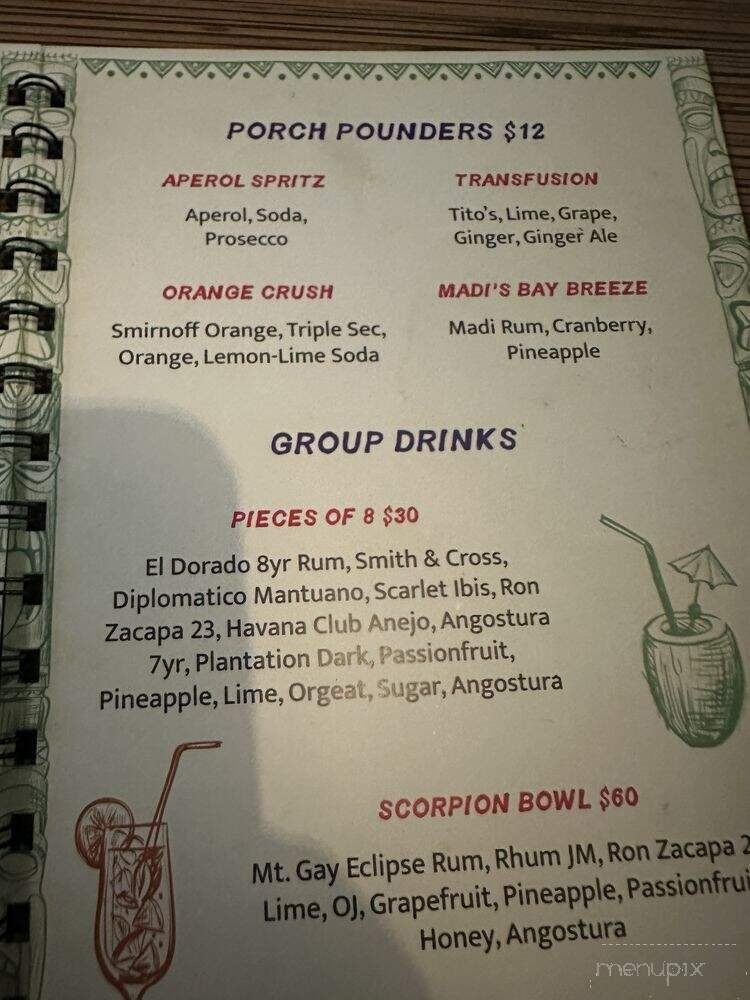 PORCH POUNDERS $12
APEROL SPRITZ
Aperol, Soda,
Prosecco
TRANSFUSION
Tito's, Lime, Grape,
Ginger, Ginger Ale
ORANGE CRUSH
Smirnoff Orange, Triple Sec,
Orange, Lemon-Lime Soda
MADI'S BAY BREEZE
Madi Rum, Cranberry,
Pineapple
GROUP DRINKS
PIECES OF 8 $30
El Dorado 8yr Rum, Smith & Cross,
Diplomatico Mantuano, Scarlet Ibis, Ron
Zacapa 23, Havana Club Anejo, Angostura
7yr, Plantation Dark, Passionfruit,
Pineapple, Lime, Orgeat, Sugar, Angostura
SCORPION BOWL $60
Mt. Gay Eclipse Rum, Rhum JM, Ron Zacapa 2
Lime, OJ, Grapefruit, Pineapple, Passionfrui
Honey, Angostura
menupix